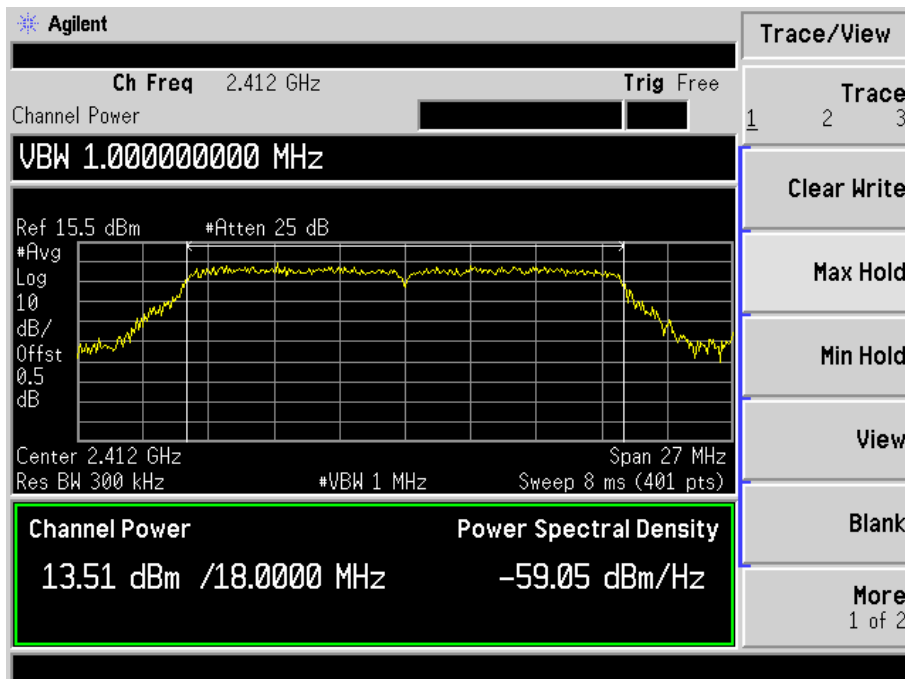 Agilent
Trace/View
Ch Freq 2.412 GHz Trig Free
Channel Power
Trace
1 2 3
VBW 1.000000000 MHz
Clear Write
Ref 15.5 dBm #Atten 25 dB
#Avg
Log
10
dB/
Offst
0.5
dB
Max Hold
Min Hold
View
Center 2.412 GHz Span 27 MHz
Res BW 300 kHz #VBW 1 MHz Sweep 8 ms (401 pts)
Channel Power Power Spectral Density
13.51 dBm /18.0000 MHz -59.05 dBm/Hz
Blank
More
1 of 2